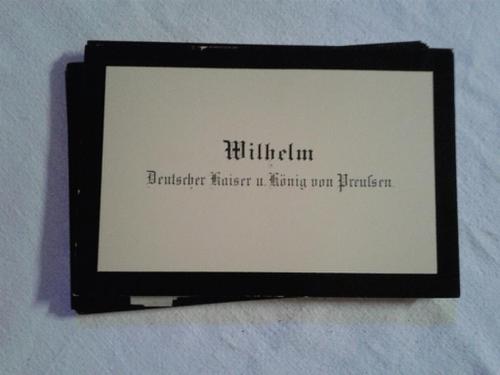 Wilhelm
Deutscher Kaiser u. König von Preuſsen.